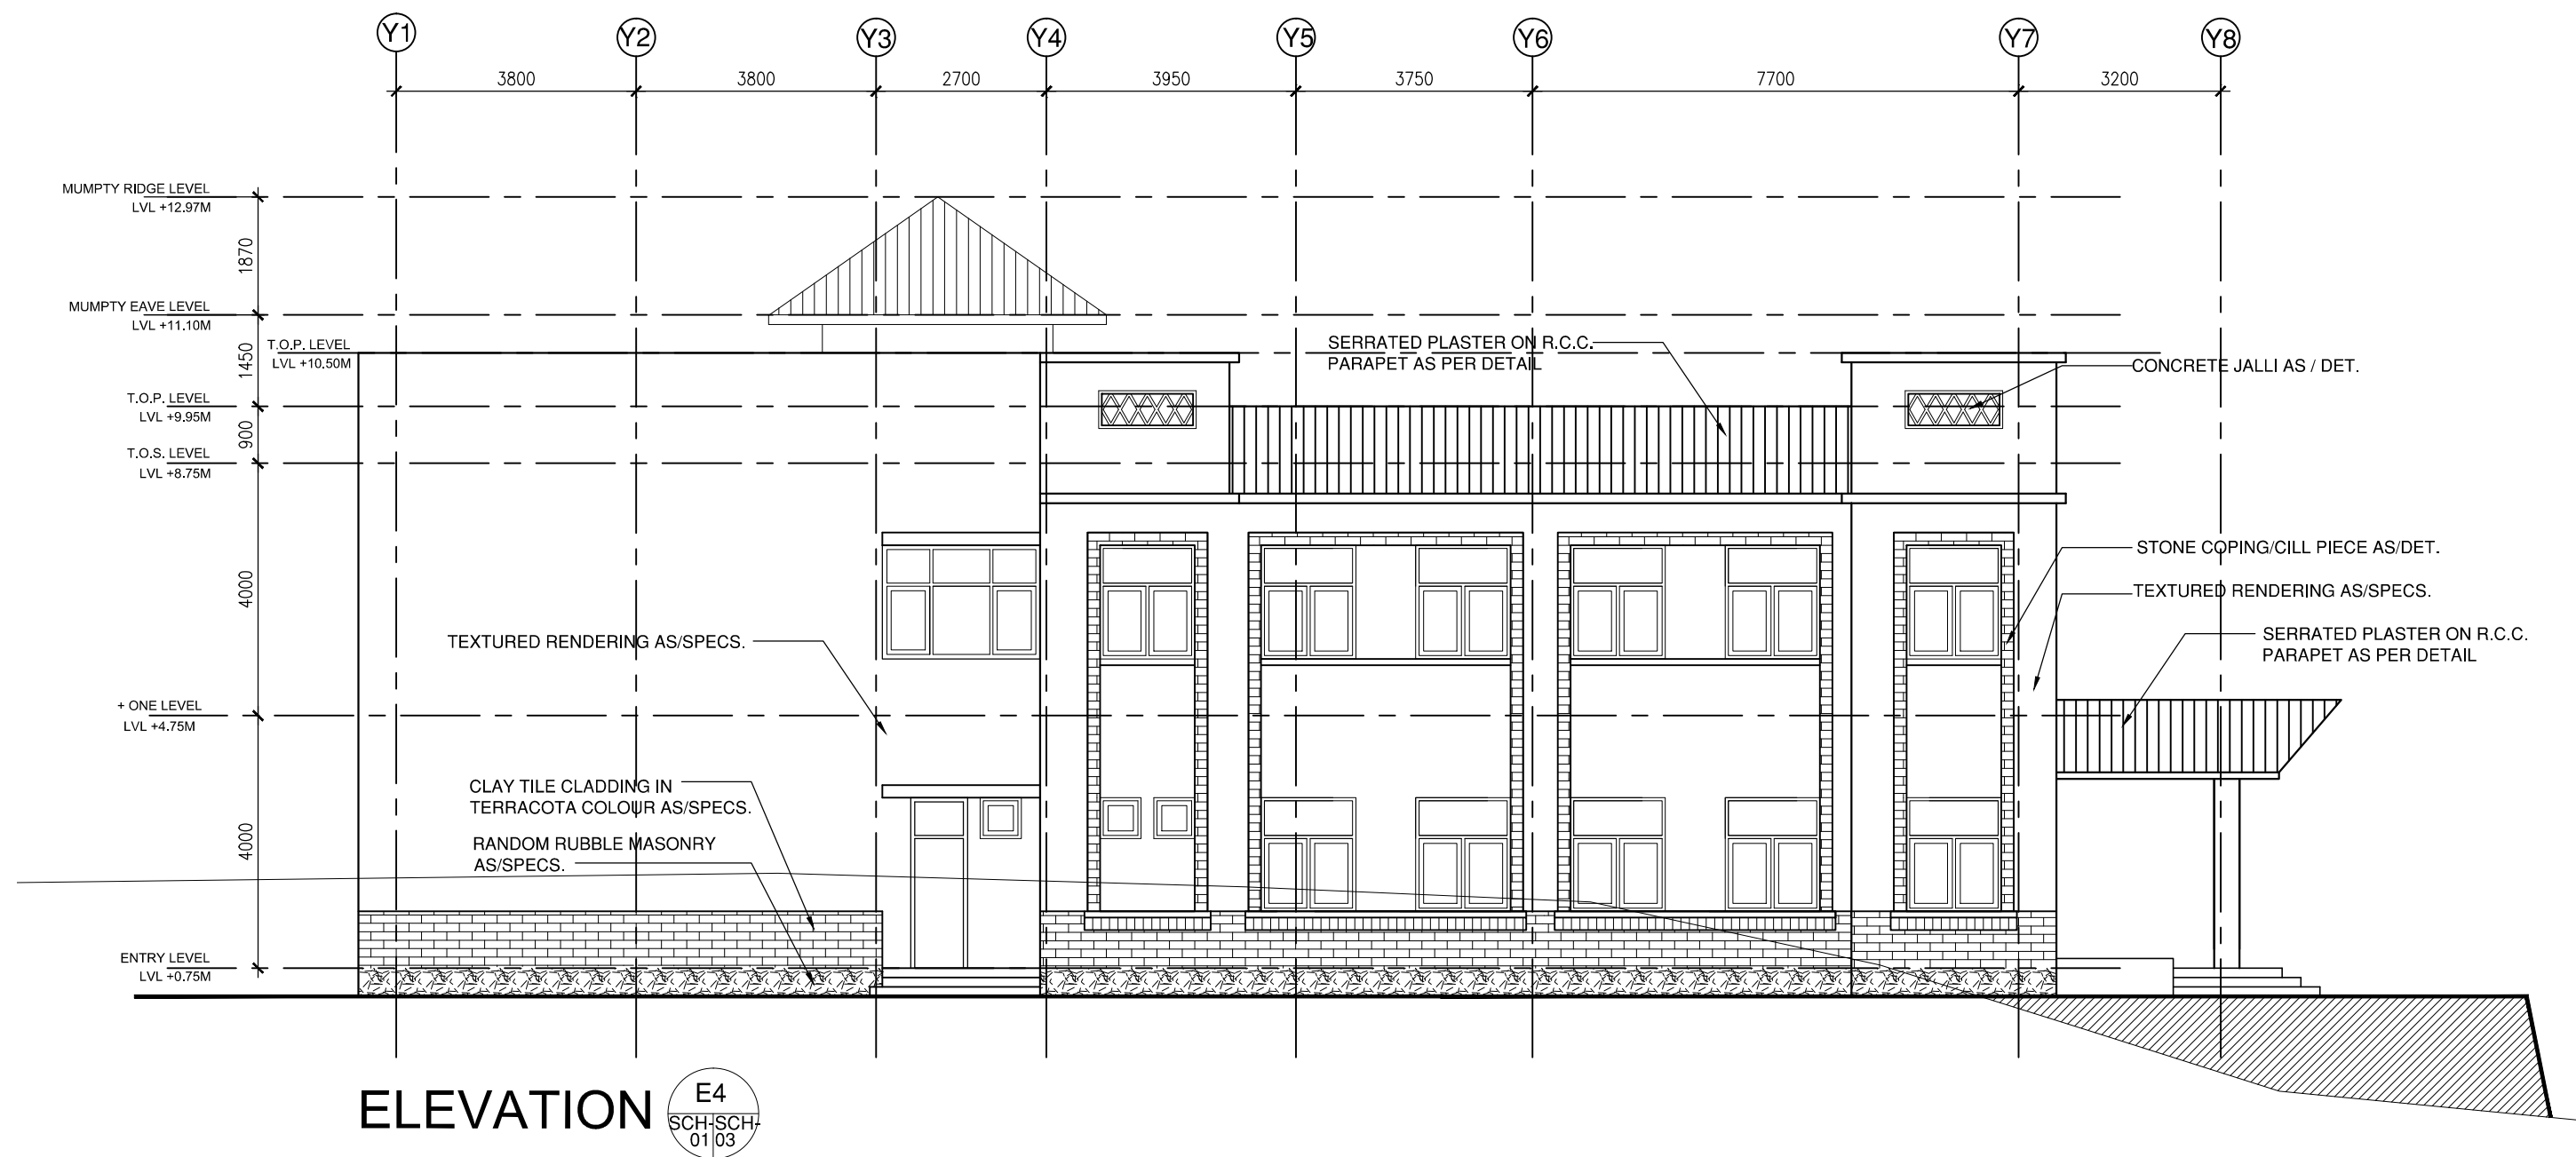 Y1 Y2 Y3 Y4 Y5 Y6 Y7 Y8
3800 3800 2700 3950 3750 7700 3200
MUMPTY RIDGE LEVEL
LVL +12.97M
1870
MUMPTY EAVE LEVEL
LVL +11.10M
1450
T.O.P. LEVEL
LVL +10.50M
SERRATED PLASTER ON R.C.C.
PARAPET AS PER DETAIL
CONCRETE JALLI AS / DET.
T.O.P. LEVEL
LVL +9.95M
900
T.O.S. LEVEL
LVL +8.75M
4000
STONE COPING/CILL PIECE AS/DET.
TEXTURED RENDERING AS/SPECS.
SERRATED PLASTER ON R.C.C.
PARAPET AS PER DETAIL
TEXTURED RENDERING AS/SPECS.
+ ONE LEVEL
LVL +4.75M
CLAY TILE CLADDING IN
TERRACOTA COLOUR AS/SPECS.
RANDOM RUBBLE MASONRY
AS/SPECS.
4000
ENTRY LEVEL
LVL +0.75M
ELEVATION
E4
SCH- SCH-
01 03